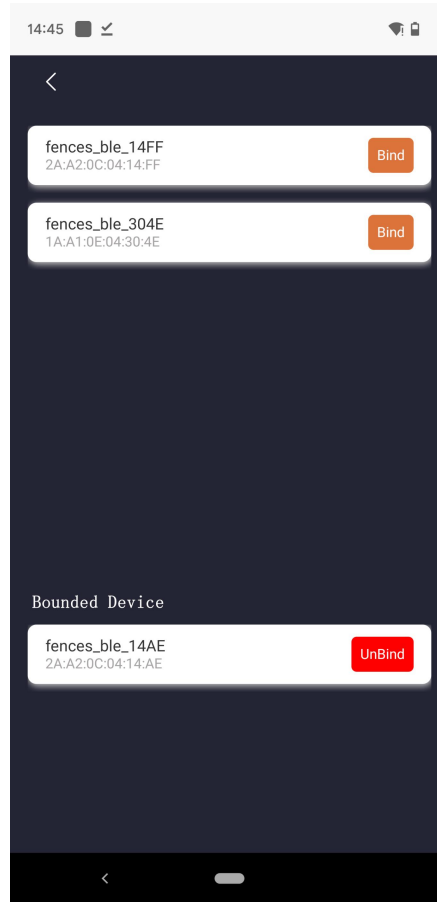 14:45
fences_ble_14FF
2A:A2:0C:04:14:FF
Bind
fences_ble_304E
1A:A1:0E:04:30:4E
Bind
Bounded Device
fences_ble_14AE
2A:A2:0C:04:14:AE
UnBind